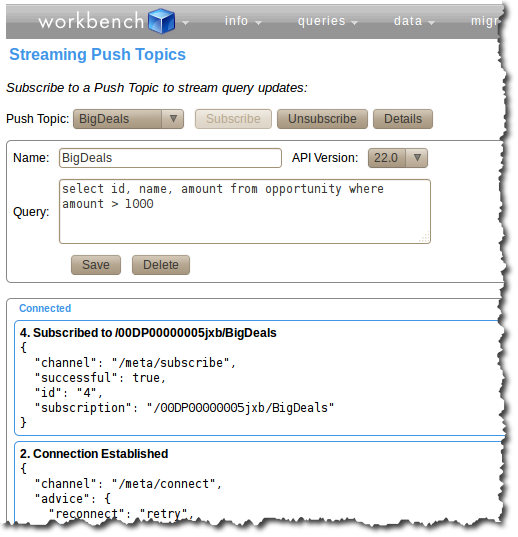 workbench info queries data migr
Streaming Push Topics
Subscribe to a Push Topic to stream query updates:
Push Topic: BigDeals Subscribe Unsubscribe Details
Name: BigDeals API Version: 22.0
Query: select id, name, amount from opportunity where
amount > 1000
Save Delete
Connected
4. Subscribed to /00DP00000005jxb/BigDeals
{
"channel": "/meta/subscribe",
"successful": true,
"id": "4",
"subscription": "/00DP00000005jxb/BigDeals"
}
2. Connection Established
{
"channel": "/meta/connect",
"advice": {
"reconnect": "retry",